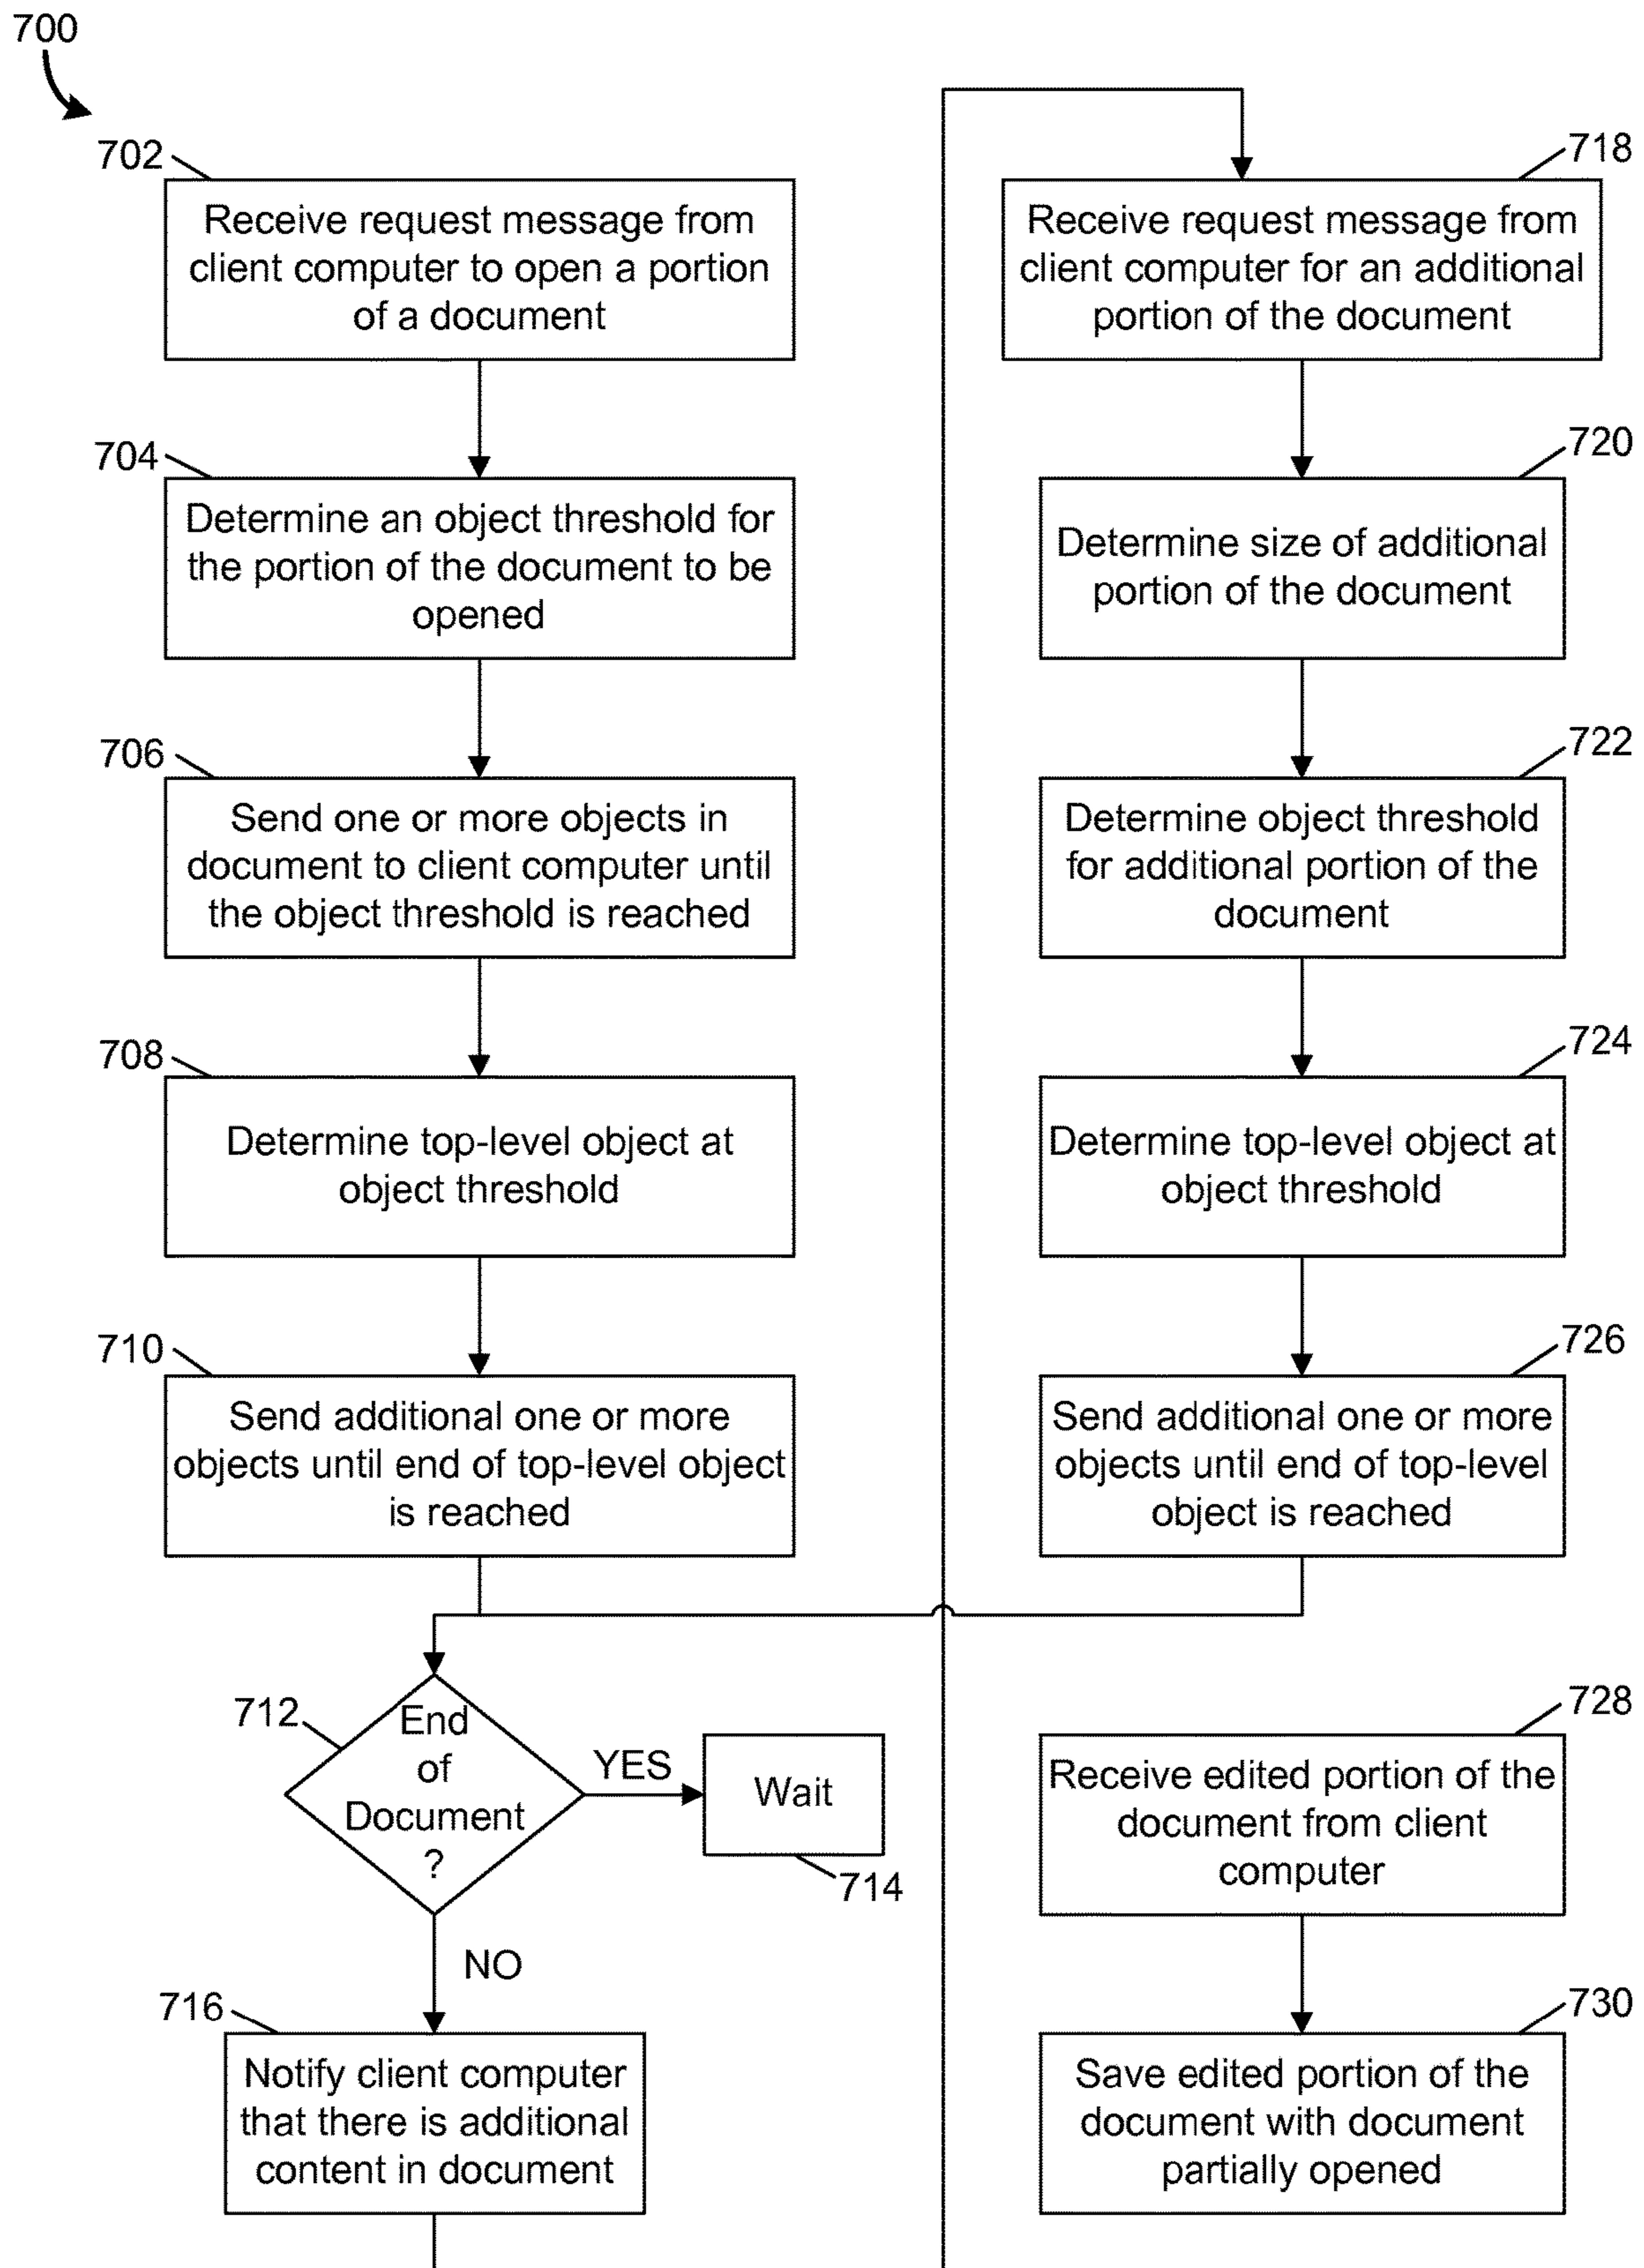 700
702
Receive request message from
client computer to open a portion
of a document
704
Determine an object threshold for
the portion of the document to be
opened
706
Send one or more objects in
document to client computer until
the object threshold is reached
708
Determine top-level object at
object threshold
710
Send additional one or more
objects until end of top-level object
is reached
712
End
of
Document
?
YES
Wait
714
NO
716
Notify client computer
that there is additional
content in document
718
Receive request message from
client computer for an additional
portion of the document
720
Determine size of additional
portion of the document
722
Determine object threshold
for additional portion of the
document
724
Determine top-level object at
object threshold
726
Send additional one or more
objects until end of top-level
object is reached
728
Receive edited portion of the
document from client
computer
730
Save edited portion of the
document with document
partially opened